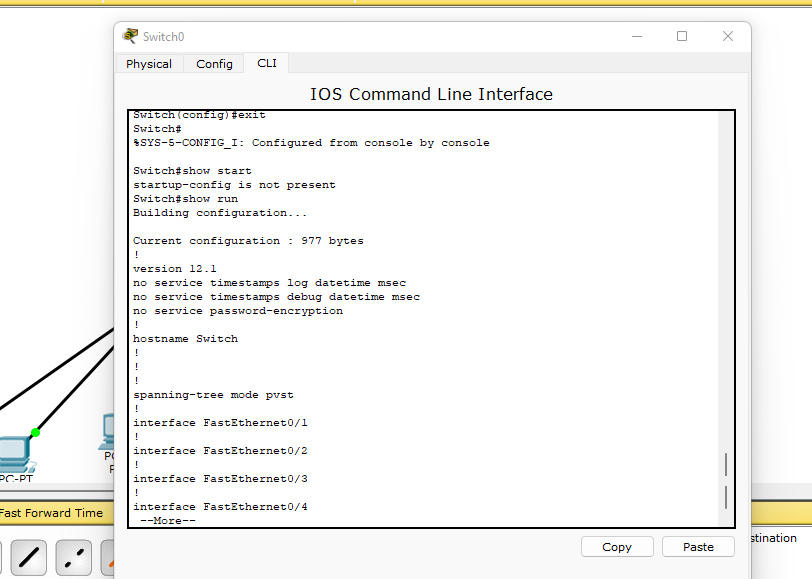 Switch0
Physical Config CLI
IOS Command Line Interface
Switch(config)#exit
Switch#
%SYS-5-CONFIG_I: Configured from console by console
Switch#show start
startup-config is not present
Switch#show run
Building configuration...
Current configuration : 977 bytes
!
version 12.1
no service timestamps log datetime msec
no service timestamps debug datetime msec
no service password-encryption
!
hostname Switch
!
!
!
spanning-tree mode pvst
!
interface FastEthernet0/1
!
interface FastEthernet0/2
!
interface FastEthernet0/3
!
interface FastEthernet0/4
--More--
Copy Paste
PC-PT
PC
P
Fast Forward Time
stination